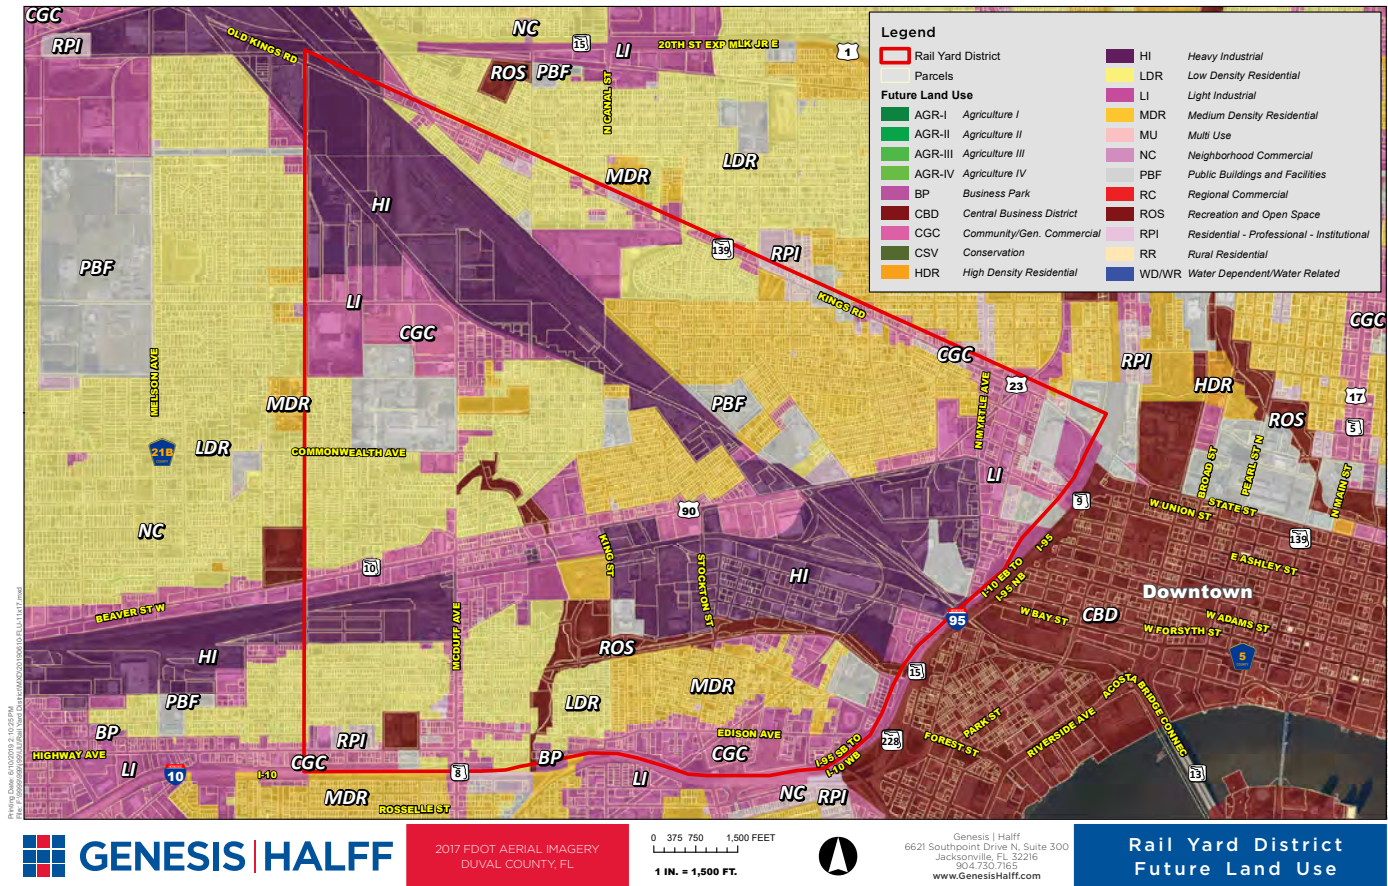 Legend
Rail Yard District
Parcels
Future Land Use
AGR-I Agriculture I
AGR-II Agriculture II
AGR-III Agriculture III
AGR-IV Agriculture IV
BP Business Park
CBD Central Business District
CGC Community/Gen. Commercial
CSV Conservation
HDR High Density Residential
HI Heavy Industrial
LDR Low Density Residential
LI Light Industrial
MDR Medium Density Residential
MU Multi Use
NC Neighborhood Commercial
PBF Public Buildings and Facilities
RC Regional Commercial
ROS Recreation and Open Space
RPI Residential - Professional - Institutional
RR Rural Residential
WD/WR Water Dependent/Water Related
CGC
RPI
OLD KINGS RD
NC
15
LI
20TH ST EXP MLK JR E
1
ROS
PBF
N CANAL ST
LDR
MDR
HI
139
RPI
PBF
KINGS RD
LI
CGC
CGC
CGC
MELSON AVE
23
RPI
HDR
17
MDR
PBF
N MYRTLE AVE
ROS
5
21B
COUNTY
LDR
COMMONWEALTH AVE
LI
BROAD ST
PEARL ST N
N MAIN ST
9
STATE ST
W UNION ST
90
NC
139
KING ST
I-95
E ASHLEY ST
10
STOCKTON ST
HI
I-10 EB TO
I-95 NB
Downtown
BEAVER ST W
MCDUFF AVE
95
W BAY ST
CBD
W ADAMS ST
W FORSYTH ST
HI
ROS
15
5
COUNTY
PBF
LDR
MDR
ACOSTA BRIDGE CONNEC
PARK ST
RIVERSIDE AVE
BP
RPI
EDISON AVE
228
FOREST ST
HIGHWAY AVE
CGC
BP
CGC
I-95 SB TO
I-10 WB
LI
10
I-10
8
LI
13
MDR
ROSSELLE ST
NC
RPI
Printing Date: 6/10/2019 2:10:25 PM
GENESIS | HALFF
2017 FDOT AERIAL IMAGERY
DUVAL COUNTY, FL
0 375 750 1,500 FEET
1 IN. = 1,500 FT.
Genesis | Halff
6621 Southpoint Drive N, Suite 300
Jacksonville, FL 32216
904.730.7165
www.GenesisHalff.com
Rail Yard District
Future Land Use